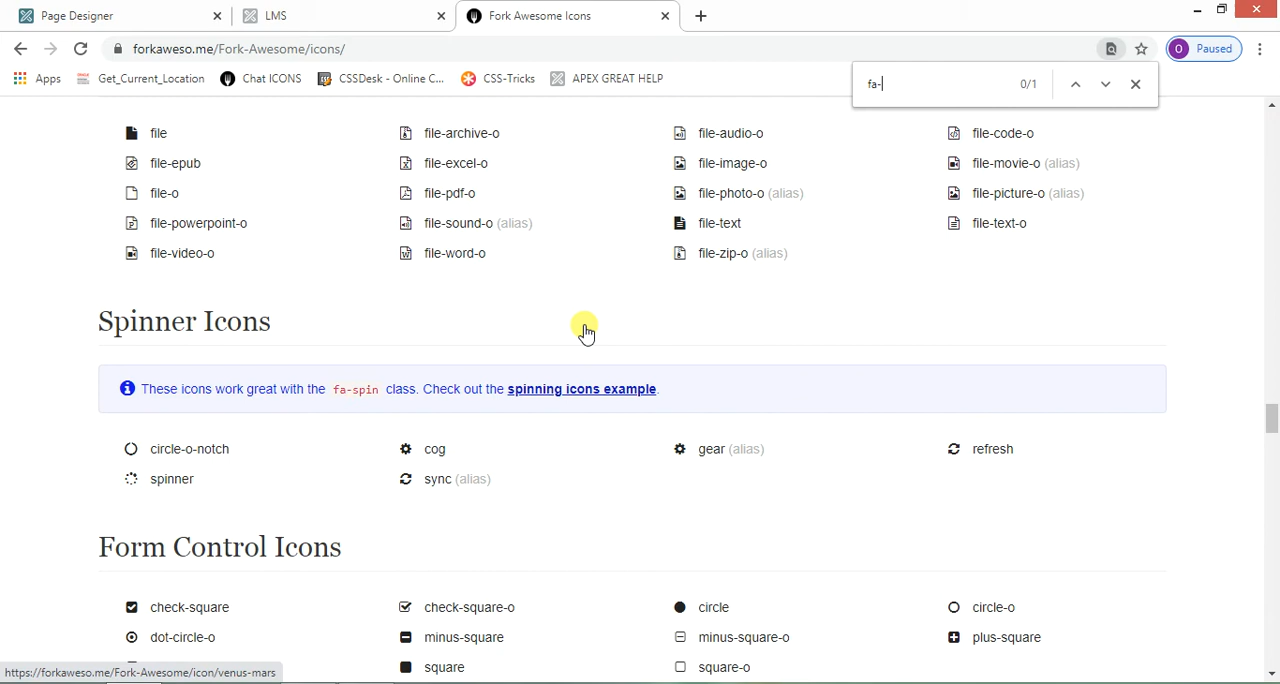 Page Designer LMS Fork Awesome Icons
forkaweso.me/Fork-Awesome/icons/ O Paused
Apps Get_Current_Location Chat ICONS CSSDesk - Online C... CSS-Tricks APEX GREAT HELP
fa- 0/1
file file-archive-o file-audio-o file-code-o
file-epub file-excel-o file-image-o file-movie-o (alias)
file-o file-pdf-o file-photo-o (alias) file-picture-o (alias)
file-powerpoint-o file-sound-o (alias) file-text file-text-o
file-video-o file-word-o file-zip-o (alias)
Spinner Icons
These icons work great with the fa-spin class. Check out the spinning icons example.
circle-o-notch cog gear (alias) refresh
spinner sync (alias)
Form Control Icons
check-square check-square-o circle circle-o
dot-circle-o minus-square minus-square-o plus-square
square square-o
https://forkaweso.me/Fork-Awesome/icon/venus-mars